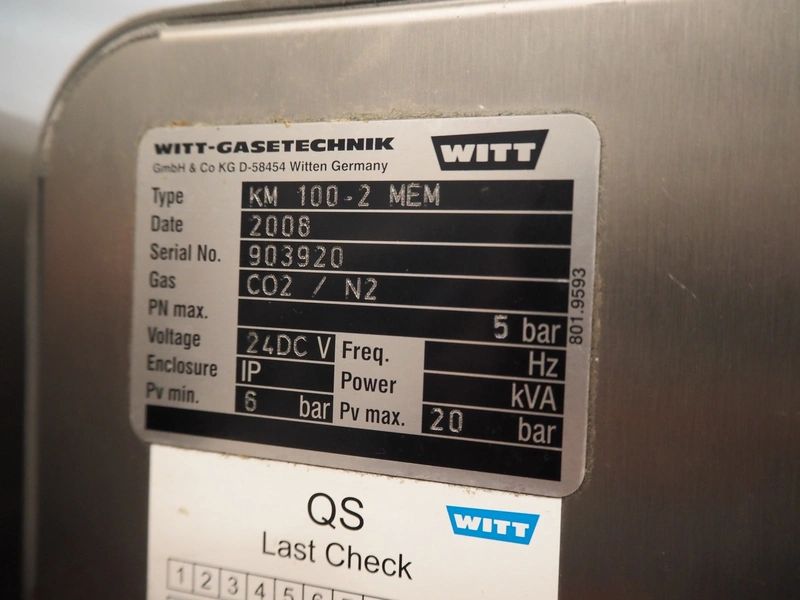 WITT-GASETECHNIK
GmbH & Co KG D-58454 Witten Germany
WITT
Type KM 100-2 MEM
Date 2008
Serial No. 903920
Gas CO2 / N2
PN max. 5 bar
Voltage 24DC V Freq. Hz
Enclosure IP Power kVA
Pv min. 6 bar Pv max. 20 bar
801.9593
QS
WITT
Last Check
1 2 3 4 5 6